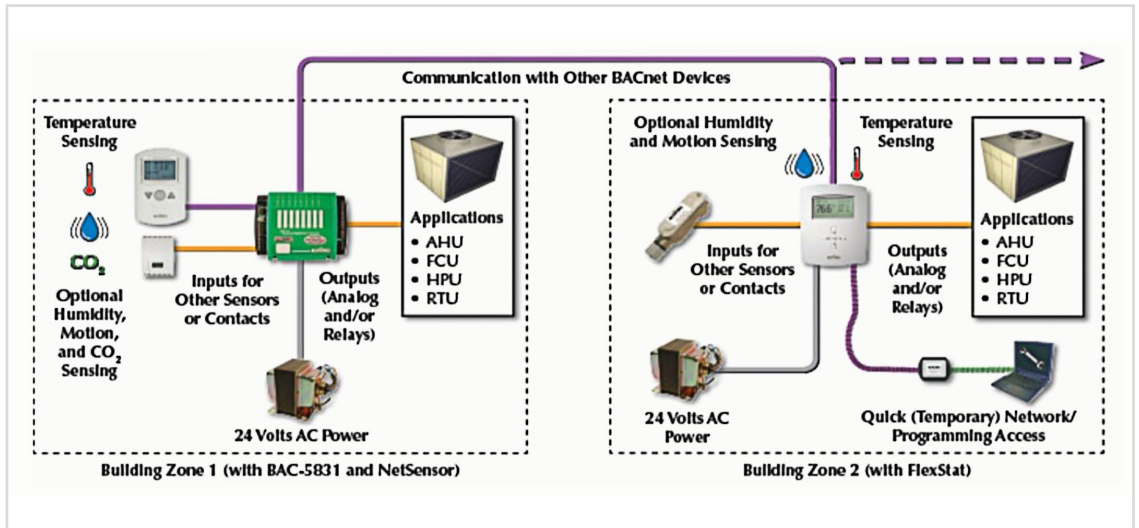 Communication with Other BACnet Devices
Temperature
Sensing
CO2
Optional
Humidity,
Motion,
and CO2
Sensing
Inputs for
Other Sensors
or Contacts
Outputs
(Analog
and/or
Relays)
Applications
• AHU
• FCU
• HPU
• RTU
24 Volts AC Power
Building Zone 1 (with BAC-5831 and NetSensor)
Optional Humidity
and Motion Sensing
Temperature
Sensing
76.6°
Inputs for
Other Sensors
or Contacts
Outputs
(Analog
and/or
Relays)
Applications
• AHU
• FCU
• HPU
• RTU
24 Volts AC
Power
Quick (Temporary) Network/
Programming Access
Building Zone 2 (with FlexStat)